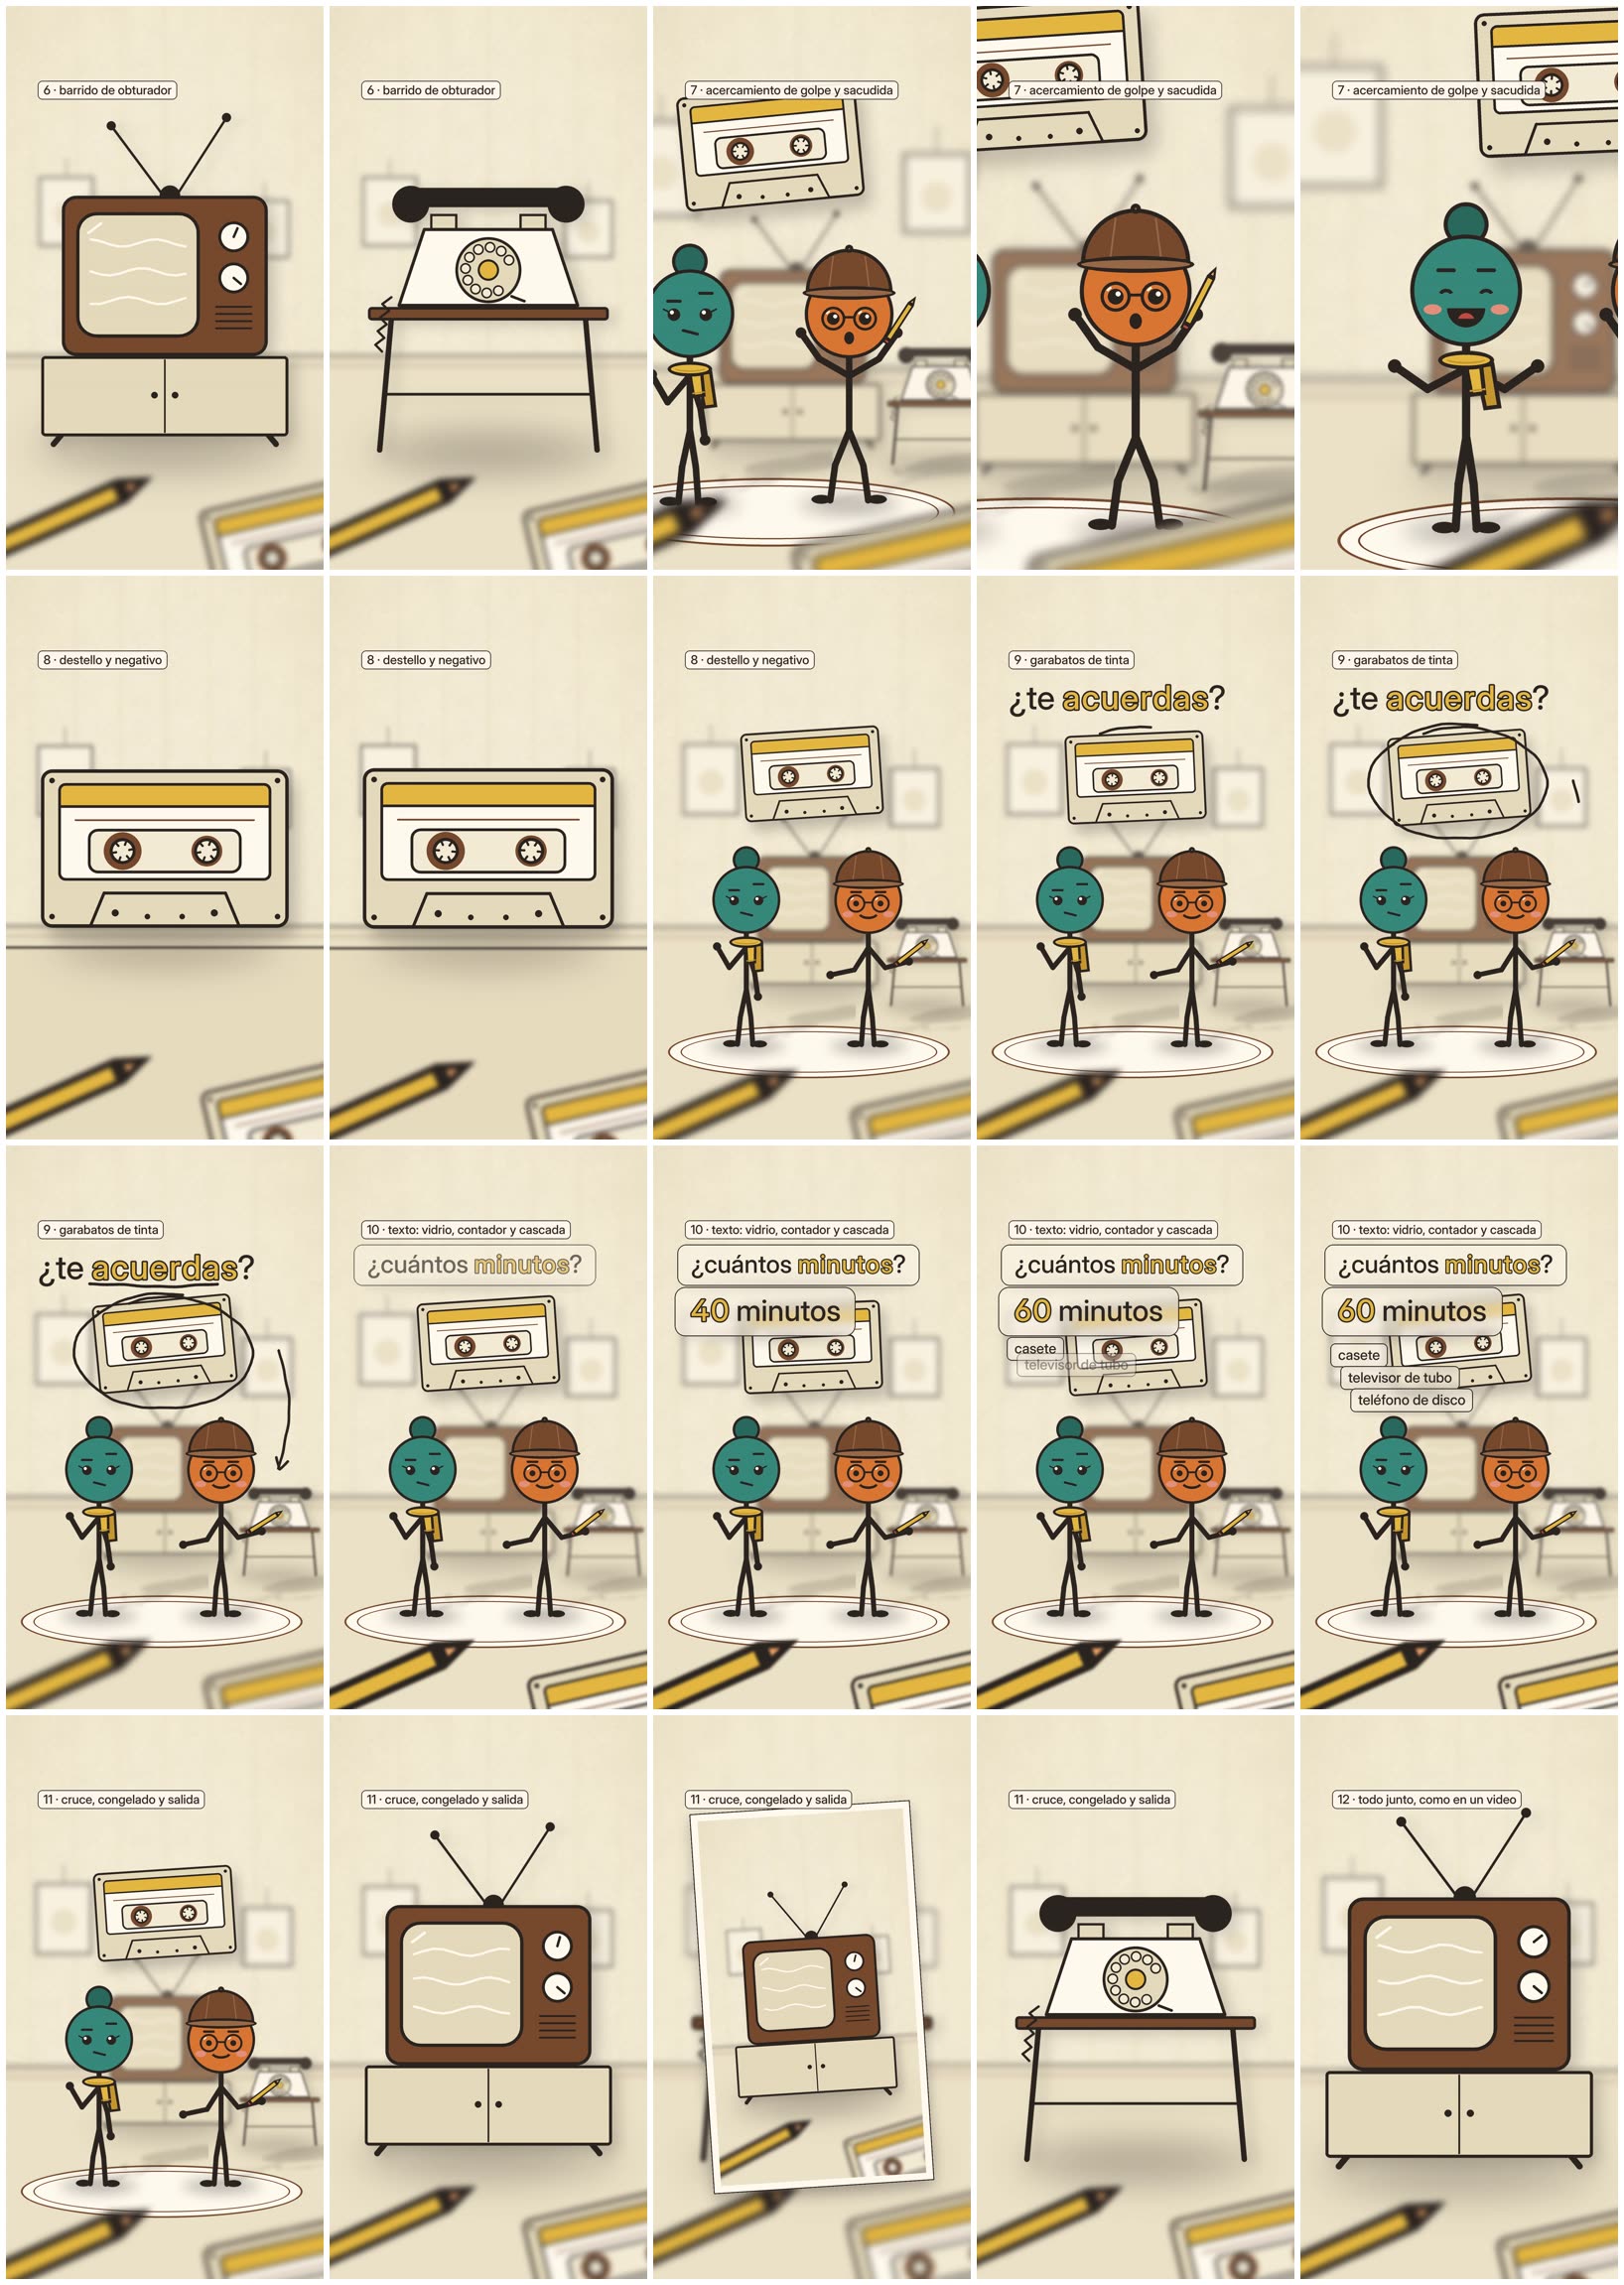 6 · barrido de obturador
6 · barrido de obturador
7 · acercamiento de golpe y sacudida
7 · acercamiento de golpe y sacudida
7 · acercamiento de golpe y sacudida
8 · destello y negativo
8 · destello y negativo
8 · destello y negativo
9 · garabatos de tinta
¿te acuerdas?
9 · garabatos de tinta
¿te acuerdas?
9 · garabatos de tinta
¿te acuerdas?
10 · texto: vidrio, contador y cascada
¿cuántos minutos?
10 · texto: vidrio, contador y cascada
¿cuántos minutos?
40 minutos
10 · texto: vidrio, contador y cascada
¿cuántos minutos?
60 minutos
casete
televisor de tubo
10 · texto: vidrio, contador y cascada
¿cuántos minutos?
60 minutos
casete
televisor de tubo
teléfono de disco
11 · cruce, congelado y salida
11 · cruce, congelado y salida
11 · cruce, congelado y salida
11 · cruce, congelado y salida
12 · todo junto, como en un video